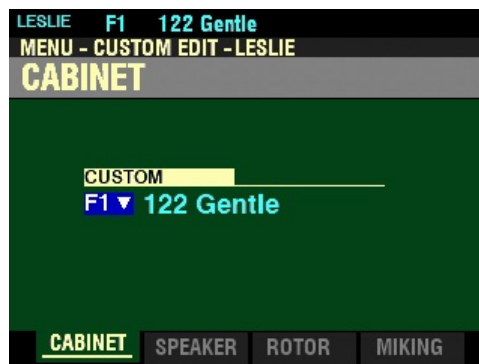 LESLIE F1 122 Gentle
MENU - CUSTOM EDIT - LESLIE
CABINET
CUSTOM
F1 ▼ 122 Gentle
CABINET SPEAKER ROTOR MIKING